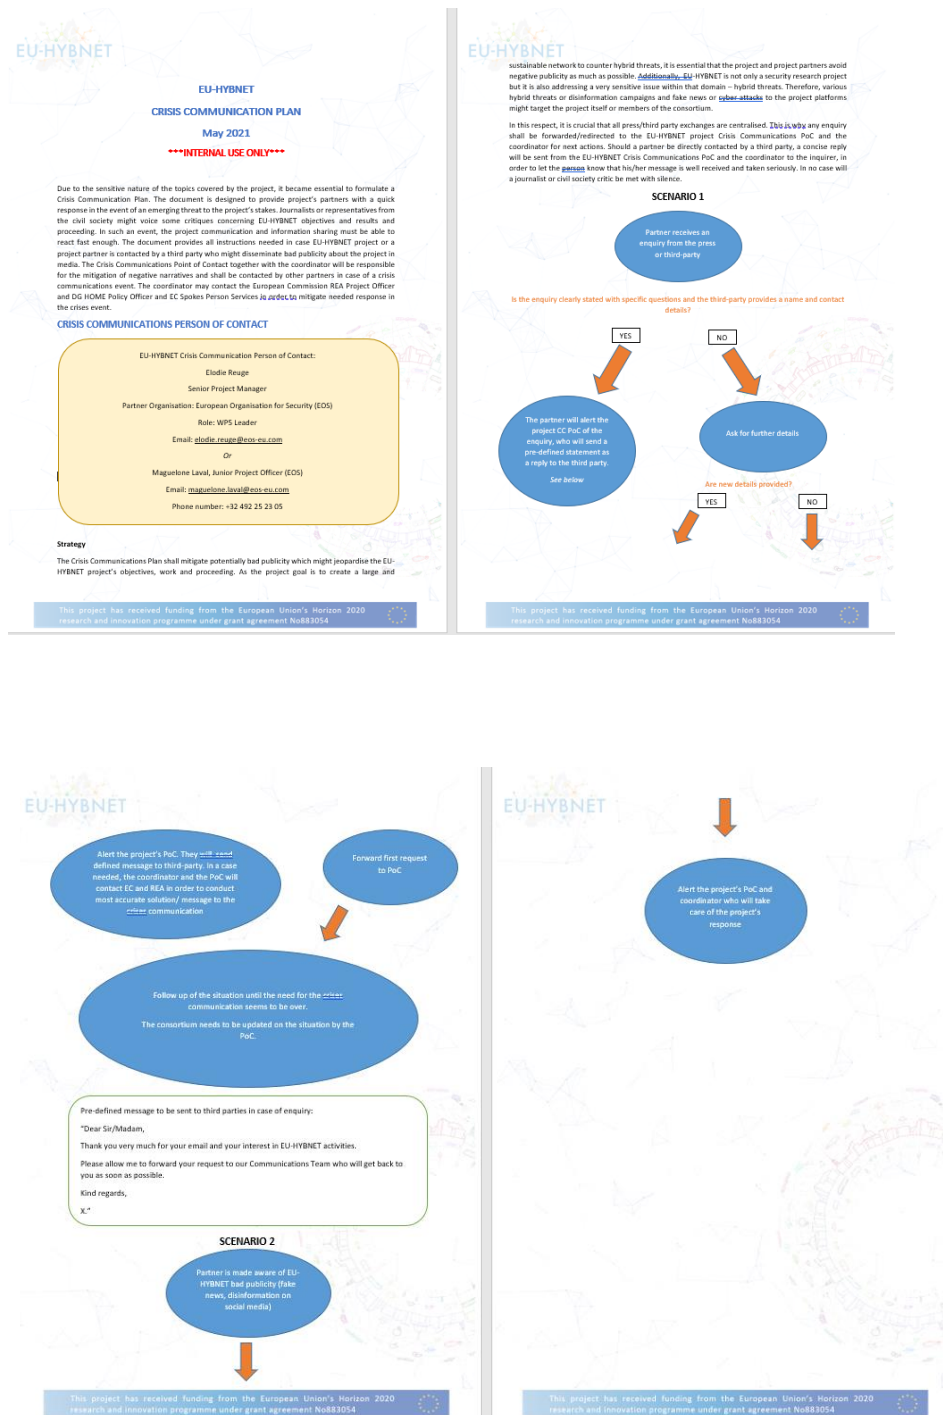 EU-HYBNET
EU-HYBNET
CRISIS COMMUNICATION PLAN
May 2021
***INTERNAL USE ONLY***
Due to the sensitive nature of the topics covered by the project, it became essential to formulate a
Crisis Communication Plan. The document is designed to provide project's partners with a quick
response in the event of an emerging threat to the project's stakes. Journalists or representatives from
the civil society might voice some critiques concerning EU-HYBNET objectives and results and
proceeding. In such an event, the project communication and information sharing must be able to
react fast enough. The document provides all instructions needed in case EU-HYBNET project or a
project partner is contacted by a third party who might disseminate bad publicity about the project in
media. The Crisis Communications Point of Contact together with the coordinator will be responsible
for the mitigation of negative narratives and shall be contacted by other partners in case of a crisis
communications event. The coordinator may contact the European Commission REA Project Officer
and DG HOME Policy Officer and EC Spokes Person Services in order to mitigate needed response in
the crises event.
CRISIS COMMUNICATIONS PERSON OF CONTACT
EU-HYBNET Crisis Communication Person of Contact:
Elodie Reuge
Senior Project Manager
Partner Organisation: European Organisation for Security (EOS)
Role: WP5 Leader
Email: elodie.reuge@eos-eu.com
Or
Maguelone Laval, Junior Project Officer (EOS)
Email: maguelone.laval@eos-eu.com
Phone number: +32 492 25 23 05
Strategy
The Crisis Communications Plan shall mitigate potentially bad publicity which might jeopardise the EU-
HYBNET project's objectives, work and proceeding. As the project goal is to create a large and
This project has received funding from the European Union's Horizon 2020
research and innovation programme under grant agreement No883054
EU-HYBNET
sustainable network to counter hybrid threats, it is essential that the project and project partners avoid
negative publicity as much as possible. Additionally, EU-HYBNET is not only a security research project
but it is also addressing a very sensitive issue within that domain – hybrid threats. Therefore, various
hybrid threats or disinformation campaigns and fake news or cyber attacks to the project platforms
might target the project itself or members of the consortium.
In this respect, it is crucial that all press/third party exchanges are centralised. This is why any enquiry
shall be forwarded/redirected to the EU-HYBNET project Crisis Communications PoC and the
coordinator for next actions. Should a partner be directly contacted by a third party, a concise reply
will be sent from the EU-HYBNET Crisis Communications PoC and the coordinator to the inquirer, in
order to let the person know that his/her message is well received and taken seriously. In no case will
a journalist or civil society critic be met with silence.
SCENARIO 1
Partner receives an
enquiry from the press
or third-party
Is the enquiry clearly stated with specific questions and the third-party provides a name and contact
details?
YES
NO
The partner will alert the
project CC PoC of the
enquiry, who will send a
pre-defined statement as
a reply to the third party.
See below
Ask for further details
Are new details provided?
YES
NO
This project has received funding from the European Union's Horizon 2020
research and innovation programme under grant agreement No883054
EU-HYBNET
Alert the project's PoC. They will send
defined message to third-party. In a case
needed, the coordinator and the PoC will
contact EC and REA in order to conduct
most accurate solution/ message to the
crises communication
Forward first request
to PoC
Follow up of the situation until the need for the crises
communication seems to be over.
The consortium needs to be updated on the situation by the
PoC.
Pre-defined message to be sent to third parties in case of enquiry:
"Dear Sir/Madam,
Thank you very much for your email and your interest in EU-HYBNET activities.
Please allow me to forward your request to our Communications Team who will get back to
you as soon as possible.
Kind regards,
X."
SCENARIO 2
Partner is made aware of EU-
HYBNET bad publicity (fake
news, disinformation on
social media)
This project has received funding from the European Union's Horizon 2020
research and innovation programme under grant agreement No883054
EU-HYBNET
Alert the project's PoC and
coordinator who will take
care of the project's
response
This project has received funding from the European Union's Horizon 2020
research and innovation programme under grant agreement No883054